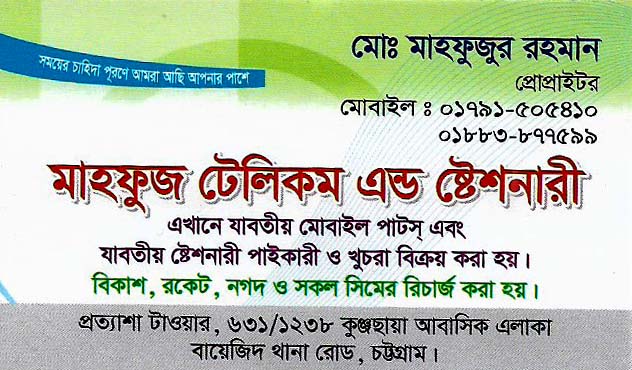 সময়ের চাহিদা পূরণে আমরা আছি আপনার পাশে
মোঃ মাহফুজুর রহমান
প্রোপ্রাইটর
মোবাইল ঃ ০১৭৯১-৫০৫৪১০
০১৮৮৩-৮৭৭৫৯৯
মাহফুজ টেলিকম এন্ড ষ্টেশনারী
এখানে যাবতীয় মোবাইল পার্টস্ এবং
যাবতীয় ষ্টেশনারী পাইকারী ও খুচরা বিক্রয় করা হয়।
বিকাশ, রকেট, নগদ ও সকল সিমের রিচার্জ করা হয়।
প্রত্যাশা টাওয়ার, ৬৩১/১২৩৮ কুঞ্জছায়া আবাসিক এলাকা
বায়েজিদ থানা রোড, চট্টগ্রাম।